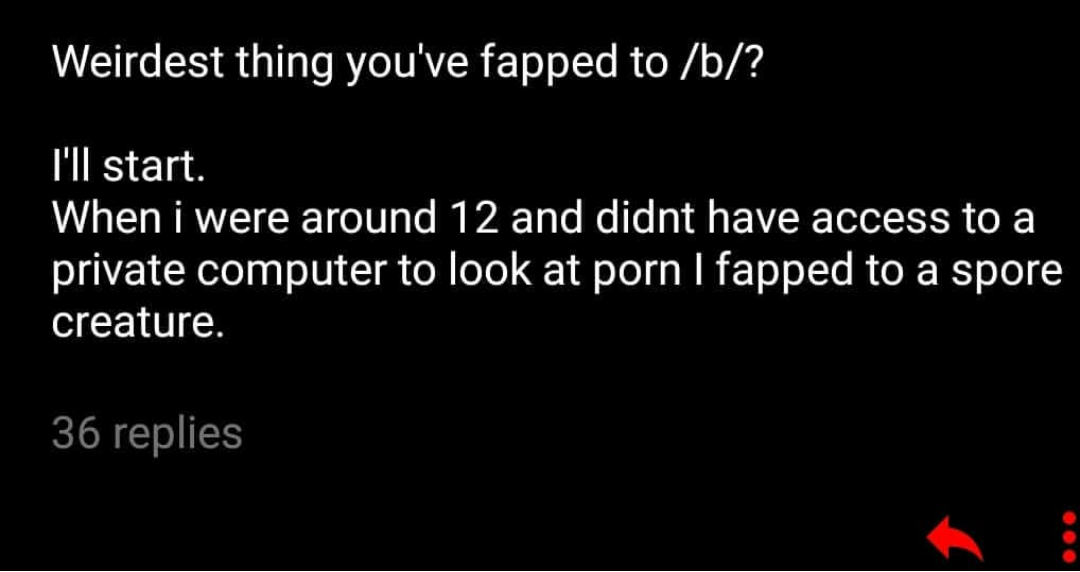 Weirdest thing you've fapped to /b/?
I'll start.
When i were around 12 and didnt have access to a
private computer to look at porn I fapped to a spore
creature.
36 replies